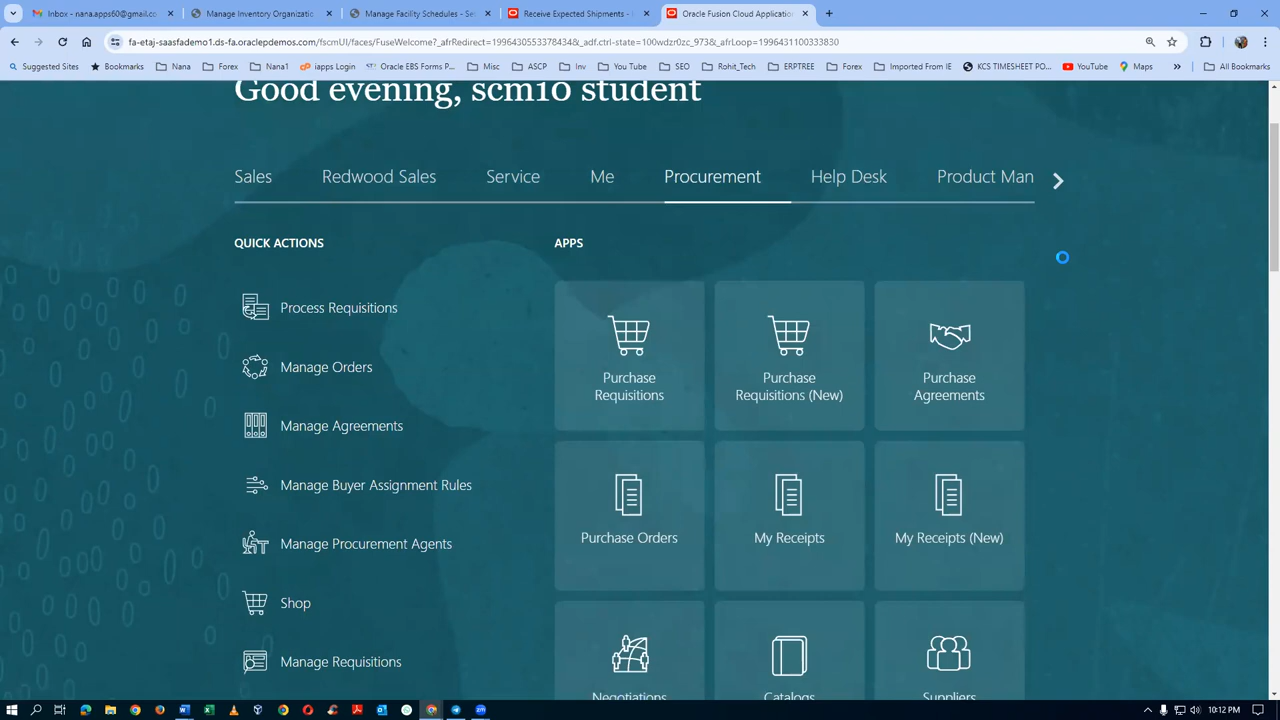 Inbox - nana.apps60@gmail.co
Manage Inventory Organizatio
Manage Facility Schedules - Se
Receive Expected Shipments -
Oracle Fusion Cloud Application
fa-etaj-saasfademo1.ds-fa.oraclepdemos.com/fscmUI/faces/FuseWelcome?_afrRedirect=1996430553378434&_adf.ctrl-state=100wdzr0zc_973&_afrLoop=1996431100333830
Suggested Sites
Nana
Forex
Nana1
iapps Login
Oracle EBS Forms P...
Misc
ASCP
Inv
You Tube
SEO
Rohit_Tech
ERPTREE
Forex
Imported From IE
KCS TIMESHEET PO...
YouTube
Maps
All Bookmarks
Good evening, scm10 student
Sales
Redwood Sales
Service
Me
Procurement
Help Desk
Product Man
QUICK ACTIONS
Process Requisitions
Manage Orders
Manage Agreements
Manage Buyer Assignment Rules
Manage Procurement Agents
Shop
Manage Requisitions
APPS
Purchase
Requisitions
Purchase
Requisitions (New)
Purchase
Agreements
Purchase Orders
My Receipts
My Receipts (New)
Negotiations
Catalogs
Suppliers
10:12 PM